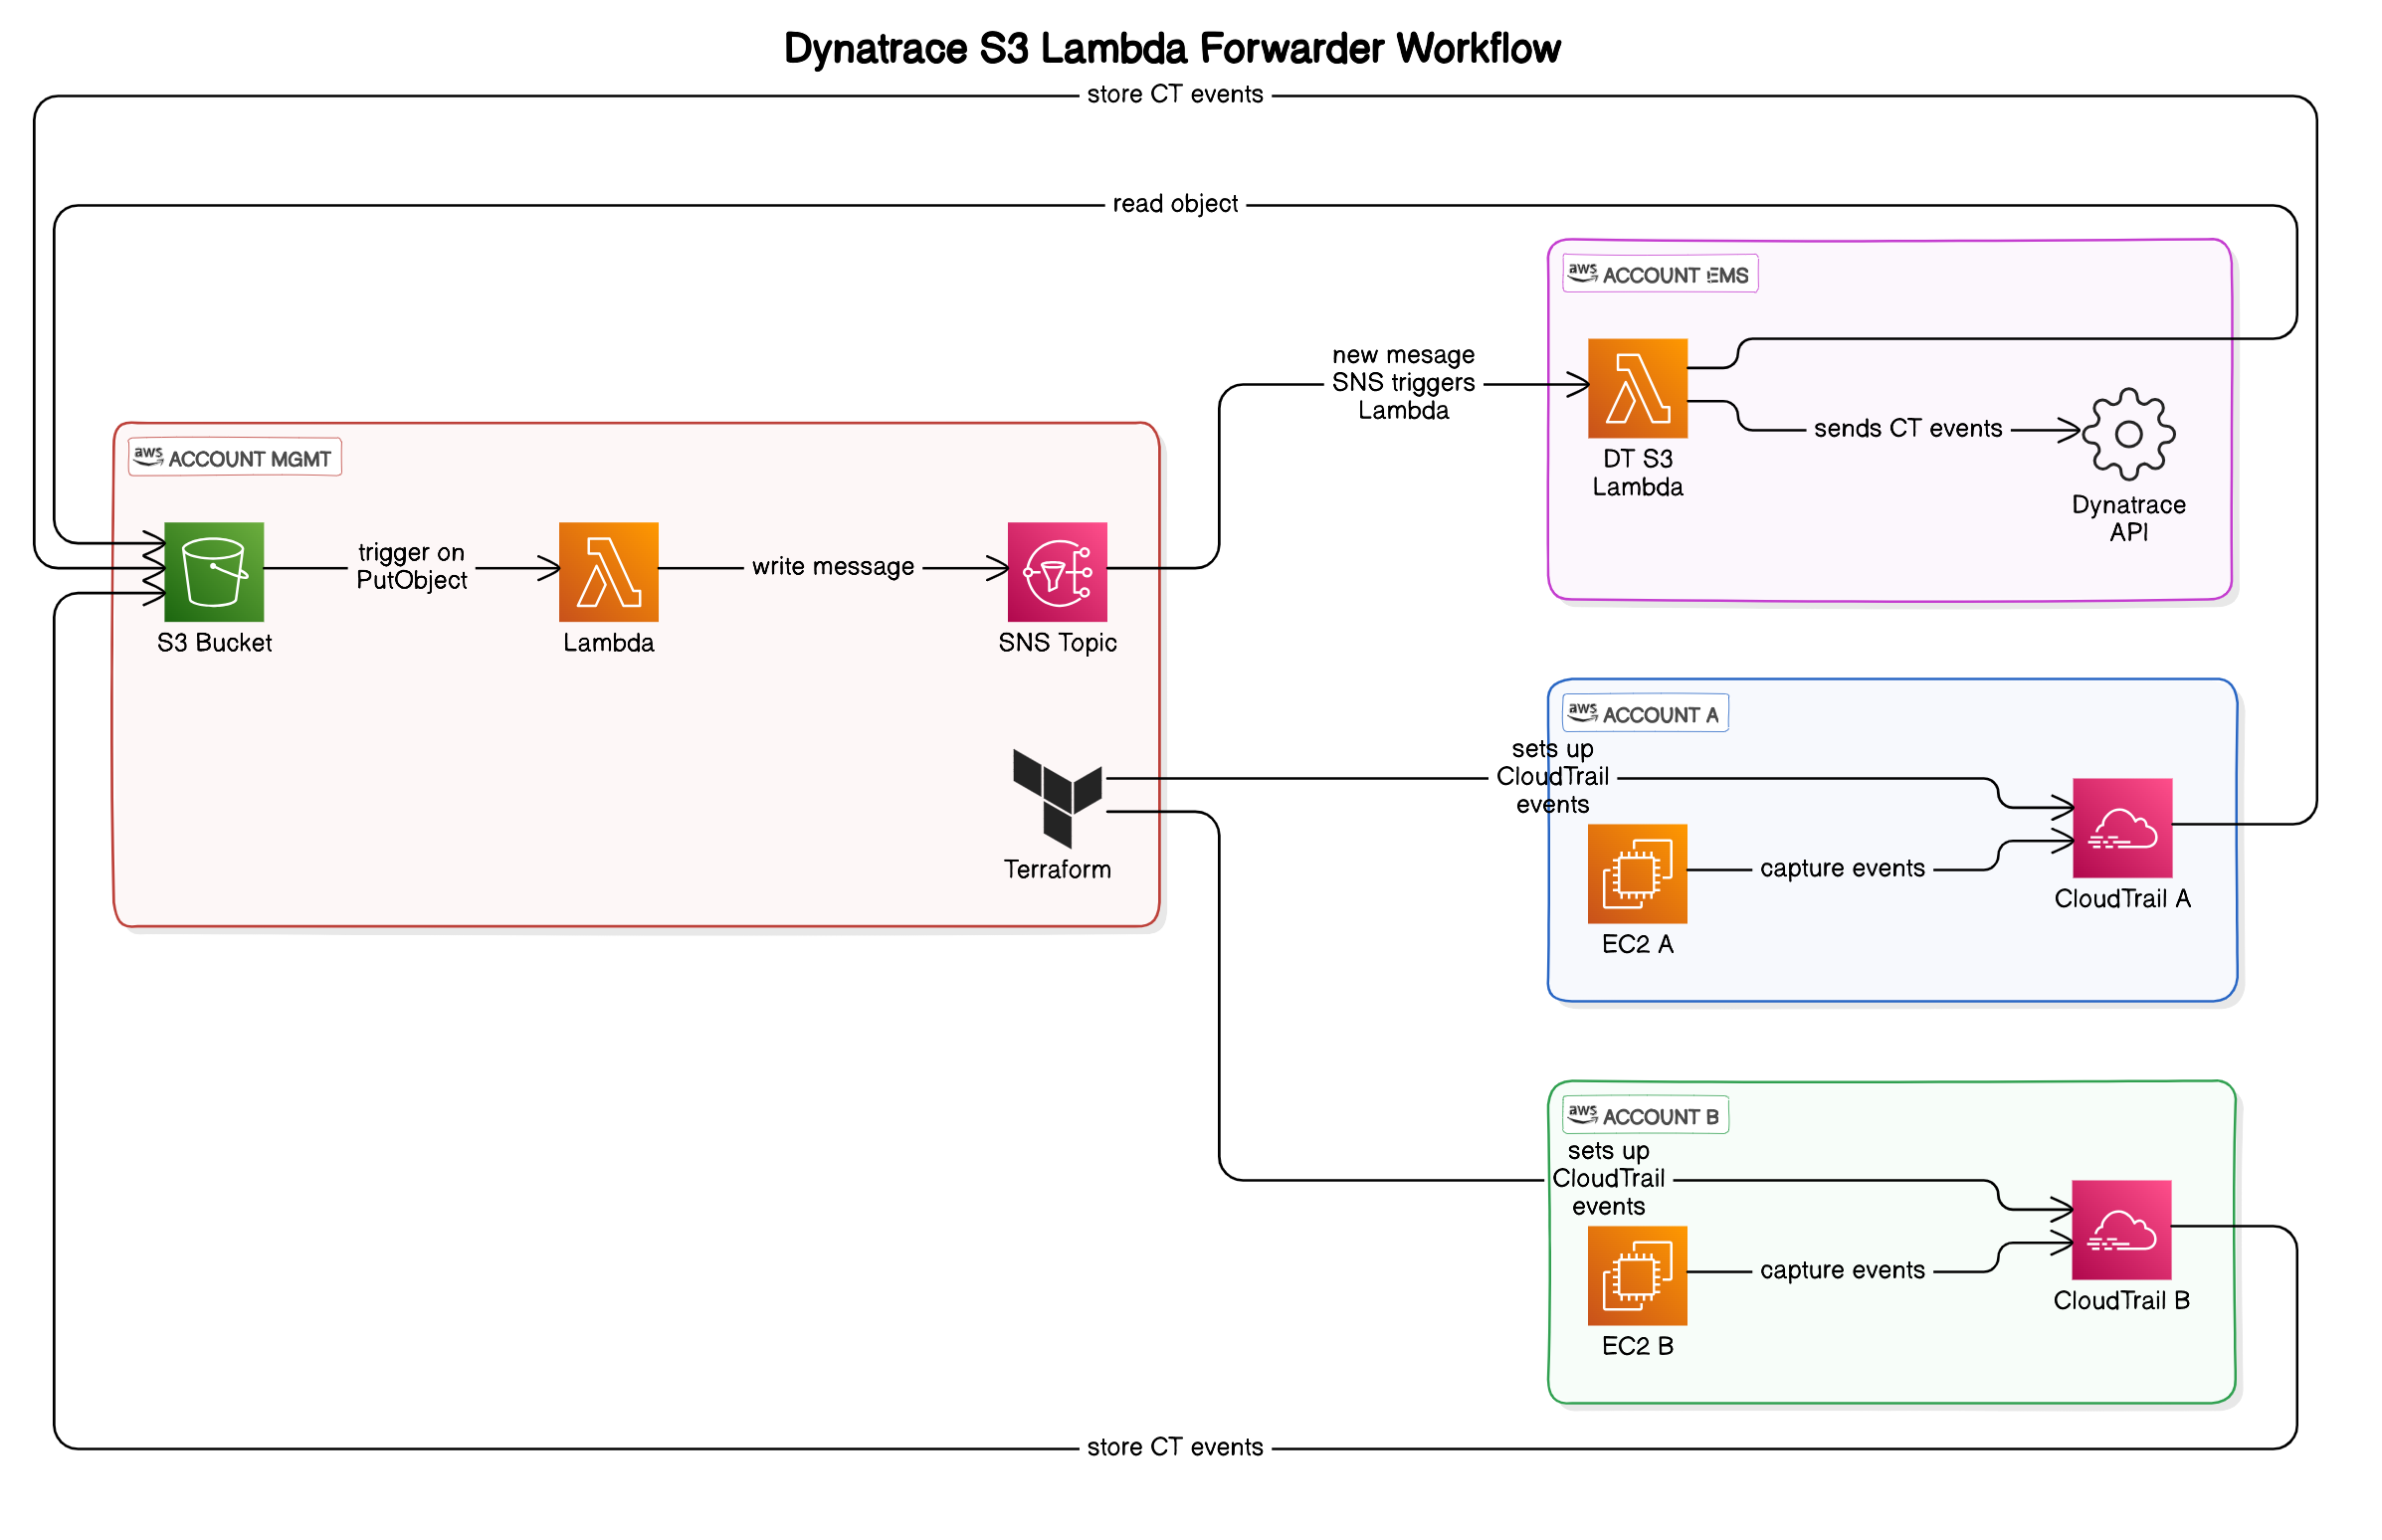 Dynatrace S3 Lambda Forwarder Workflow
store CT events
read object
aws ACCOUNT EMS
new mesage
SNS triggers
Lambda
sends CT events
DT S3
Lambda
Dynatrace
API
aws ACCOUNT MGMT
trigger on
PutObject
write message
S3 Bucket
Lambda
SNS Topic
Terraform
aws ACCOUNT A
sets up
CloudTrail
events
capture events
EC2 A
CloudTrail A
aws ACCOUNT B
sets up
CloudTrail
events
capture events
EC2 B
CloudTrail B
store CT events